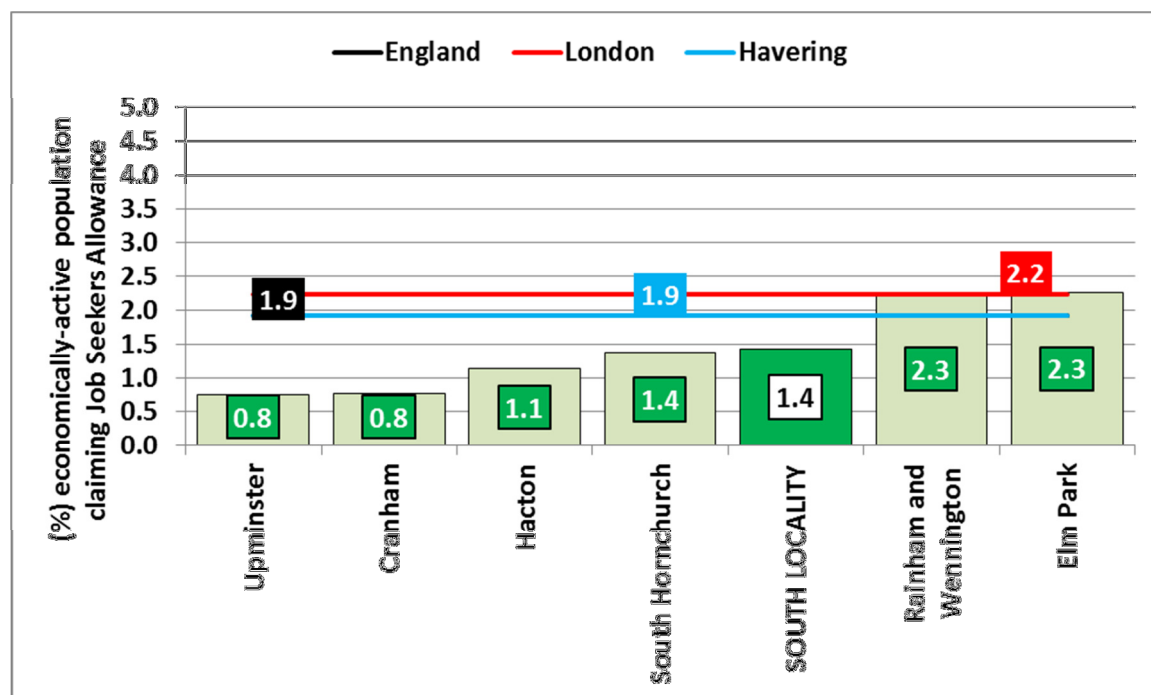 England London Havering
(%) economically-active population
claiming Job Seekers Allowance
5.0
4.5
4.0
3.5
3.0
2.5
2.0
1.5
1.0
0.5
0.0
1.9
1.9
2.2
0.8
0.8
1.1
1.4
1.4
2.3
2.3
Upminster
Cranham
Hacton
South Hornchurch
SOUTH LOCALITY
Rainham and
Wennington
Elm Park